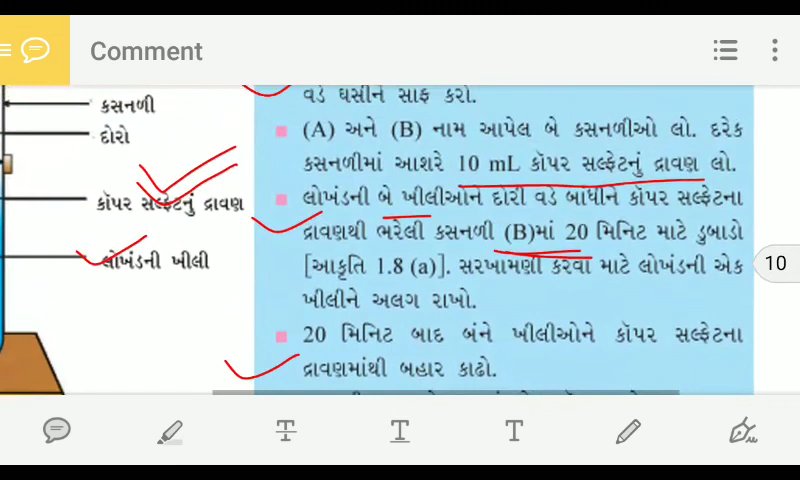 Comment
કસનળી
દોરો
કૉપર સલ્ફેટનું દ્રાવણ
લોખંડની ખીલી
વડે ઘસીને સાફ કરો.
(A) અને (B) નામ આપેલ બે કસનળીઓ લો. દરેક
કસનળીમાં આશરે 10 mL કૉપર સલ્ફેટનું દ્રાવણ લો.
લોખંડની બે ખીલીઓને દોરી વડે બાંધીને કૉપર સલ્ફેટના
દ્રાવણથી ભરેલી કસનળી (B)માં 20 મિનિટ માટે ડુબાડો
[આકૃતિ 1.8 (a)]. સરખામણી કરવા માટે લોખંડની એક
ખીલીને અલગ રાખો.
20 મિનિટ બાદ બંને ખીલીઓને કૉપર સલ્ફેટના
દ્રાવણમાંથી બહાર કાઢો.
10
T
T
T